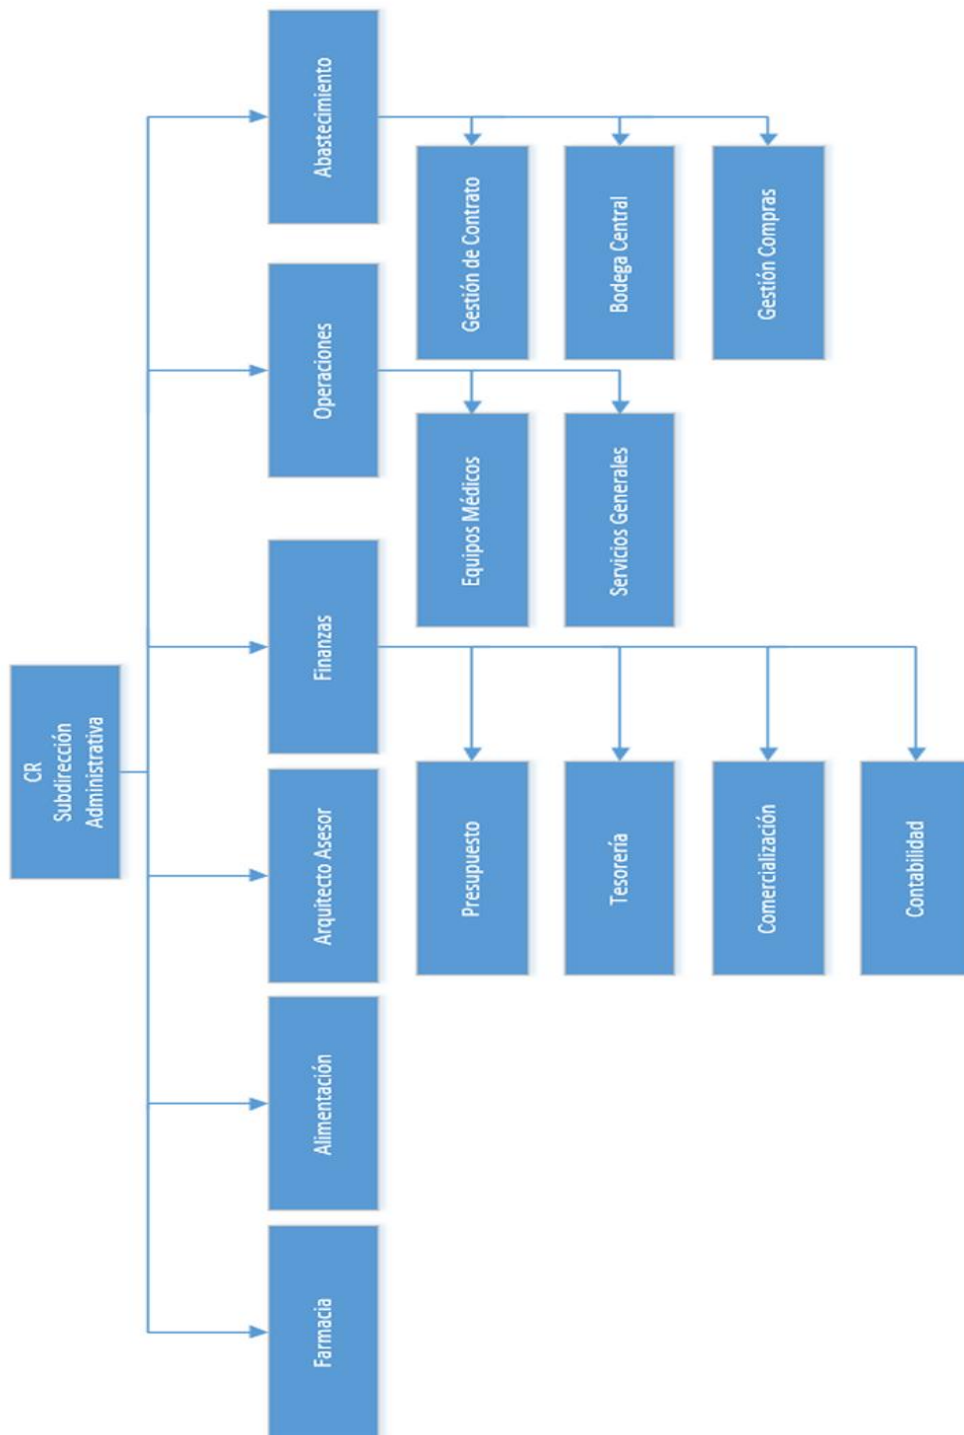 CR
Subdirección
Administrativa
Farmacia
Alimentación
Arquitecto Asesor
Finanzas
Operaciones
Abastecimiento
Presupuesto
Equipos Médicos
Gestión de Contrato
Tesorería
Servicios Generales
Bodega Central
Comercialización
Gestión Compras
Contabilidad